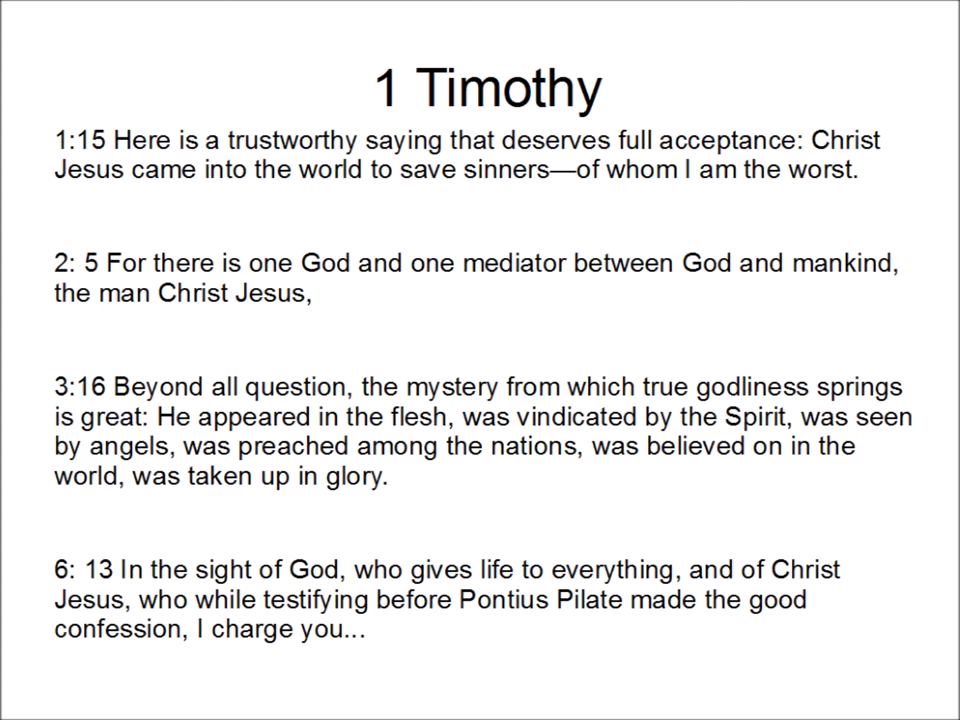 1 Timothy
1:15 Here is a trustworthy saying that deserves full acceptance: Christ
Jesus came into the world to save sinners—of whom I am the worst.
2: 5 For there is one God and one mediator between God and mankind,
the man Christ Jesus,
3:16 Beyond all question, the mystery from which true godliness springs
is great: He appeared in the flesh, was vindicated by the Spirit, was seen
by angels, was preached among the nations, was believed on in the
world, was taken up in glory.
6: 13 In the sight of God, who gives life to everything, and of Christ
Jesus, who while testifying before Pontius Pilate made the good
confession, I charge you...